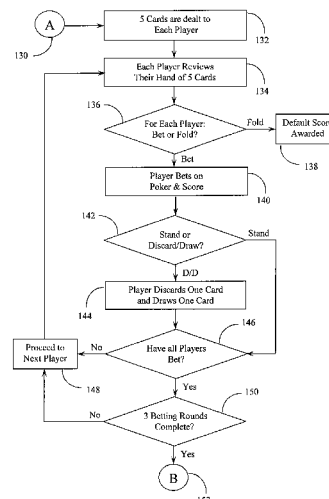 A
130
5 Cards are dealt to
Each Player
132
Each Player Reviews
Their Hand of 5 Cards
134
136
For Each Player:
Bet or Fold?
Fold
Default Score
Awarded
138
Bet
Player Bets on
Poker & Score
140
142
Stand or
Discard/Draw?
Stand
D/D
Player Discards One Card
and Draws One Card
144
146
Have all Players
Bet?
No
Proceed to
Next Player
148
Yes
150
3 Betting Rounds
Complete?
No
Yes
B